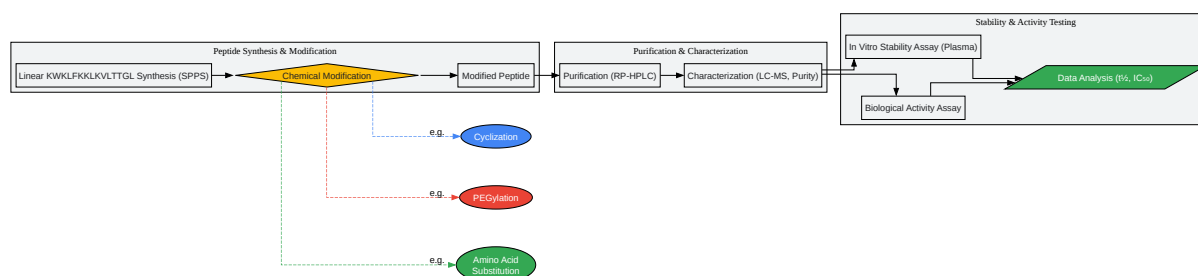 Stability & Activity Testing
Peptide Synthesis & Modification
Purification & Characterization
In Vitro Stability Assay (Plasma)
Linear KWKLFKKLKVLTTGL Synthesis (SPPS)
Chemical Modification
Modified Peptide
Purification (RP-HPLC)
Characterization (LC-MS, Purity)
Data Analysis (t½, IC₅₀)
Biological Activity Assay
e.g.
Cyclization
e.g.
PEGylation
e.g.
Amino Acid
Substitution